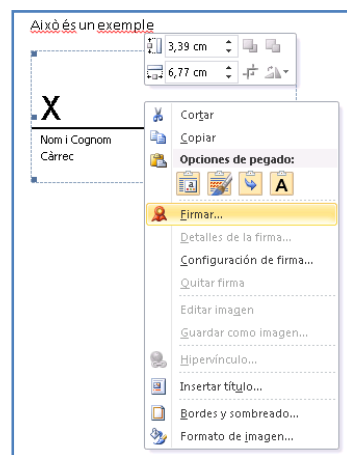 Això és un exemple
3,39 cm
6,77 cm
X
Nom i Cognom
Càrrec
Cortar
Copiar
Opciones de pegado:
a
A
Firmar...
Detalles de la firma...
Configuración de firma...
Quitar firma
Editar imagen
Guardar como imagen...
Hipervínculo...
Insertar título...
Bordes y sombreado...
Formato de imagen...